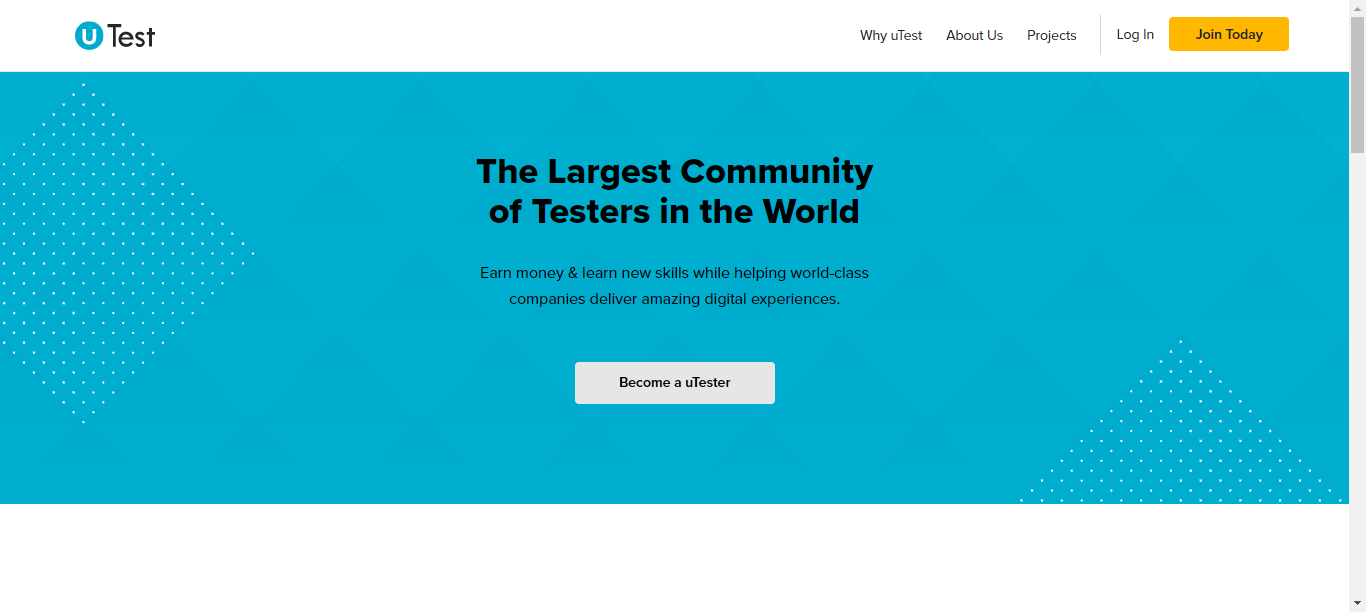 uTest
Why uTest
About Us
Projects
Log In
Join Today
The Largest Community
of Testers in the World
Earn money & learn new skills while helping world-class
companies deliver amazing digital experiences.
Become a uTester